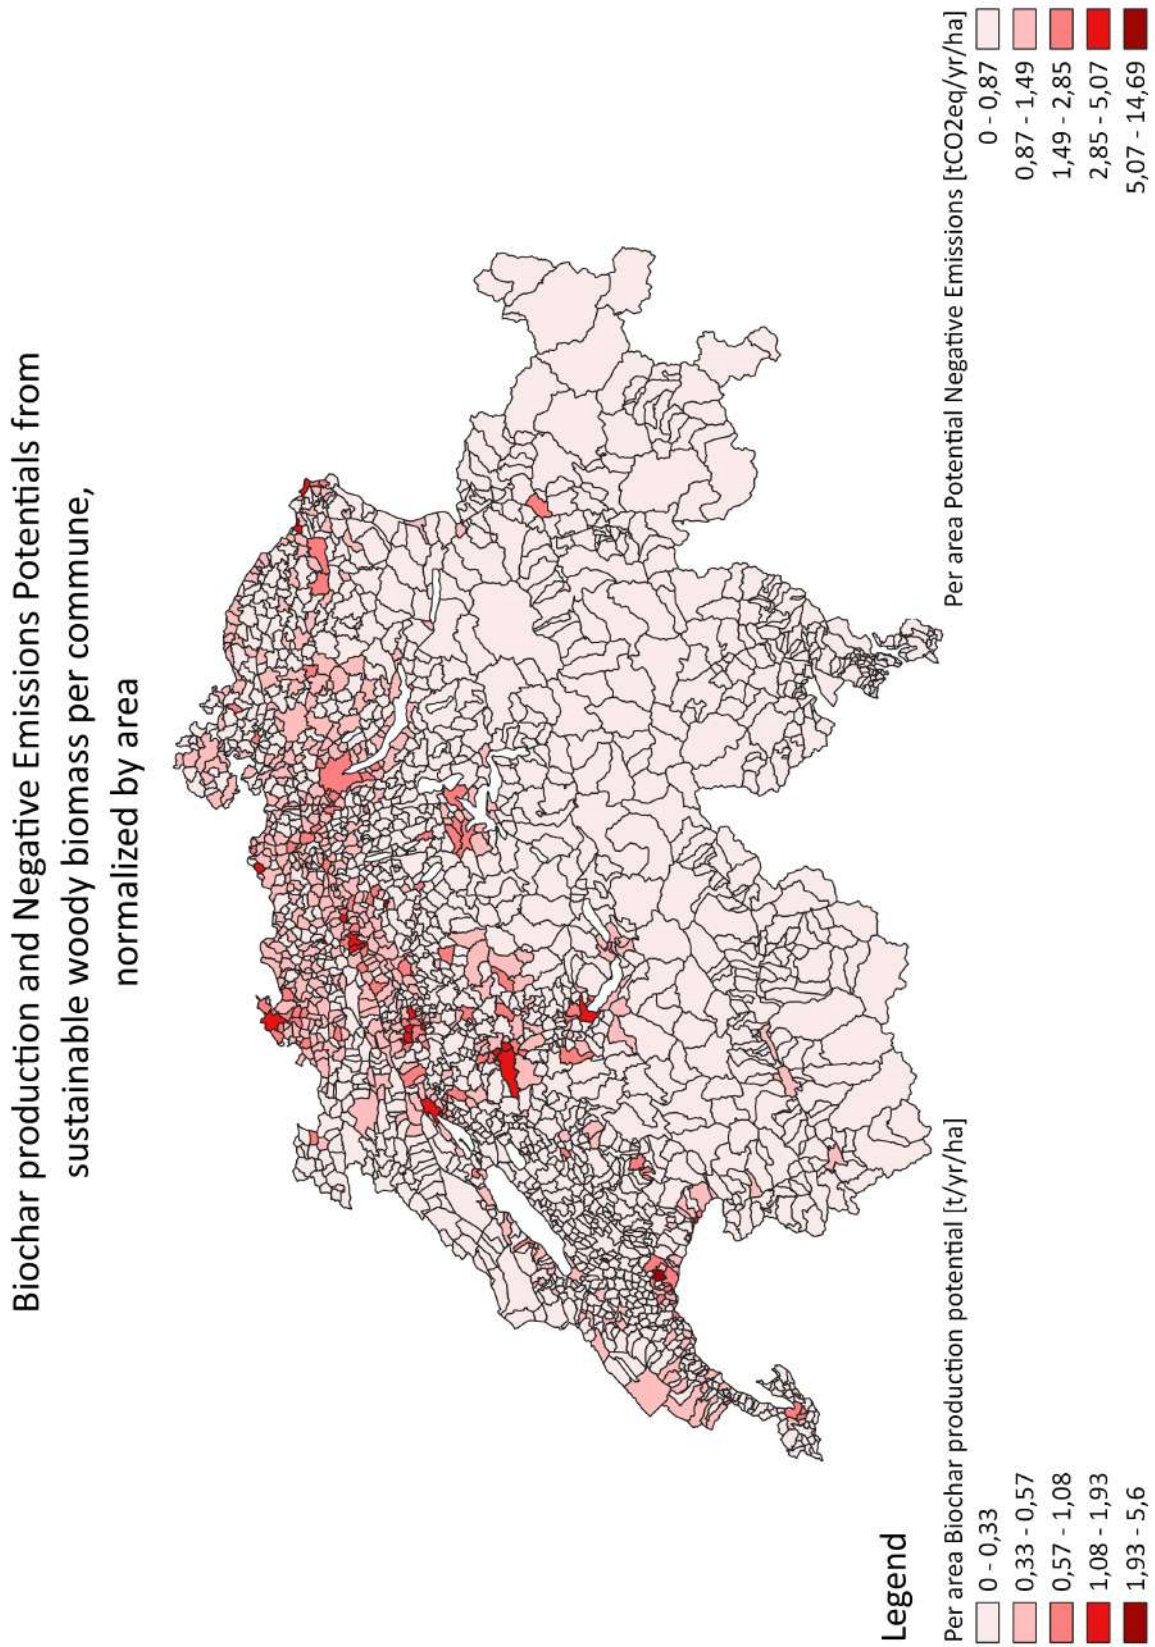 Biochar production and Negative Emissions Potentials from
sustainable woody biomass per commune,
normalized by area
Legend
Per area Biochar production potential [t/yr/ha]
0 - 0,33
0,33 - 0,57
0,57 - 1,08
1,08 - 1,93
1,93 - 5,6
Per area Potential Negative Emissions [tCO2eq/yr/ha]
0 - 0,87
0,87 - 1,49
1,49 - 2,85
2,85 - 5,07
5,07 - 14,69